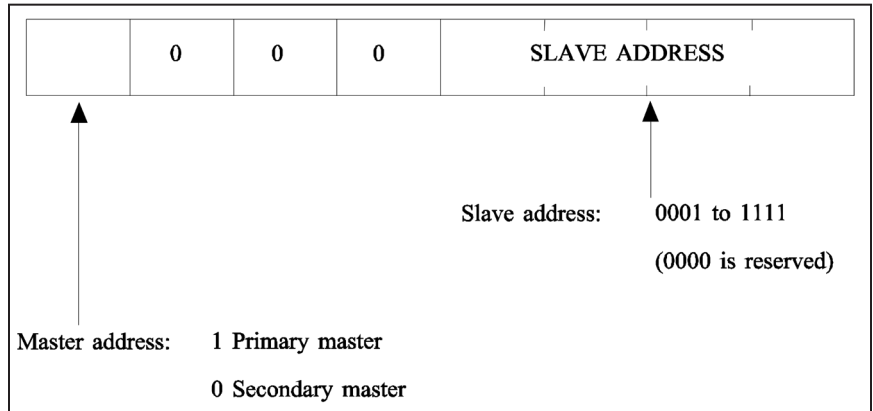 0 0 0 SLAVE ADDRESS
Slave address: 0001 to 1111
(0000 is reserved)
Master address: 1 Primary master
0 Secondary master